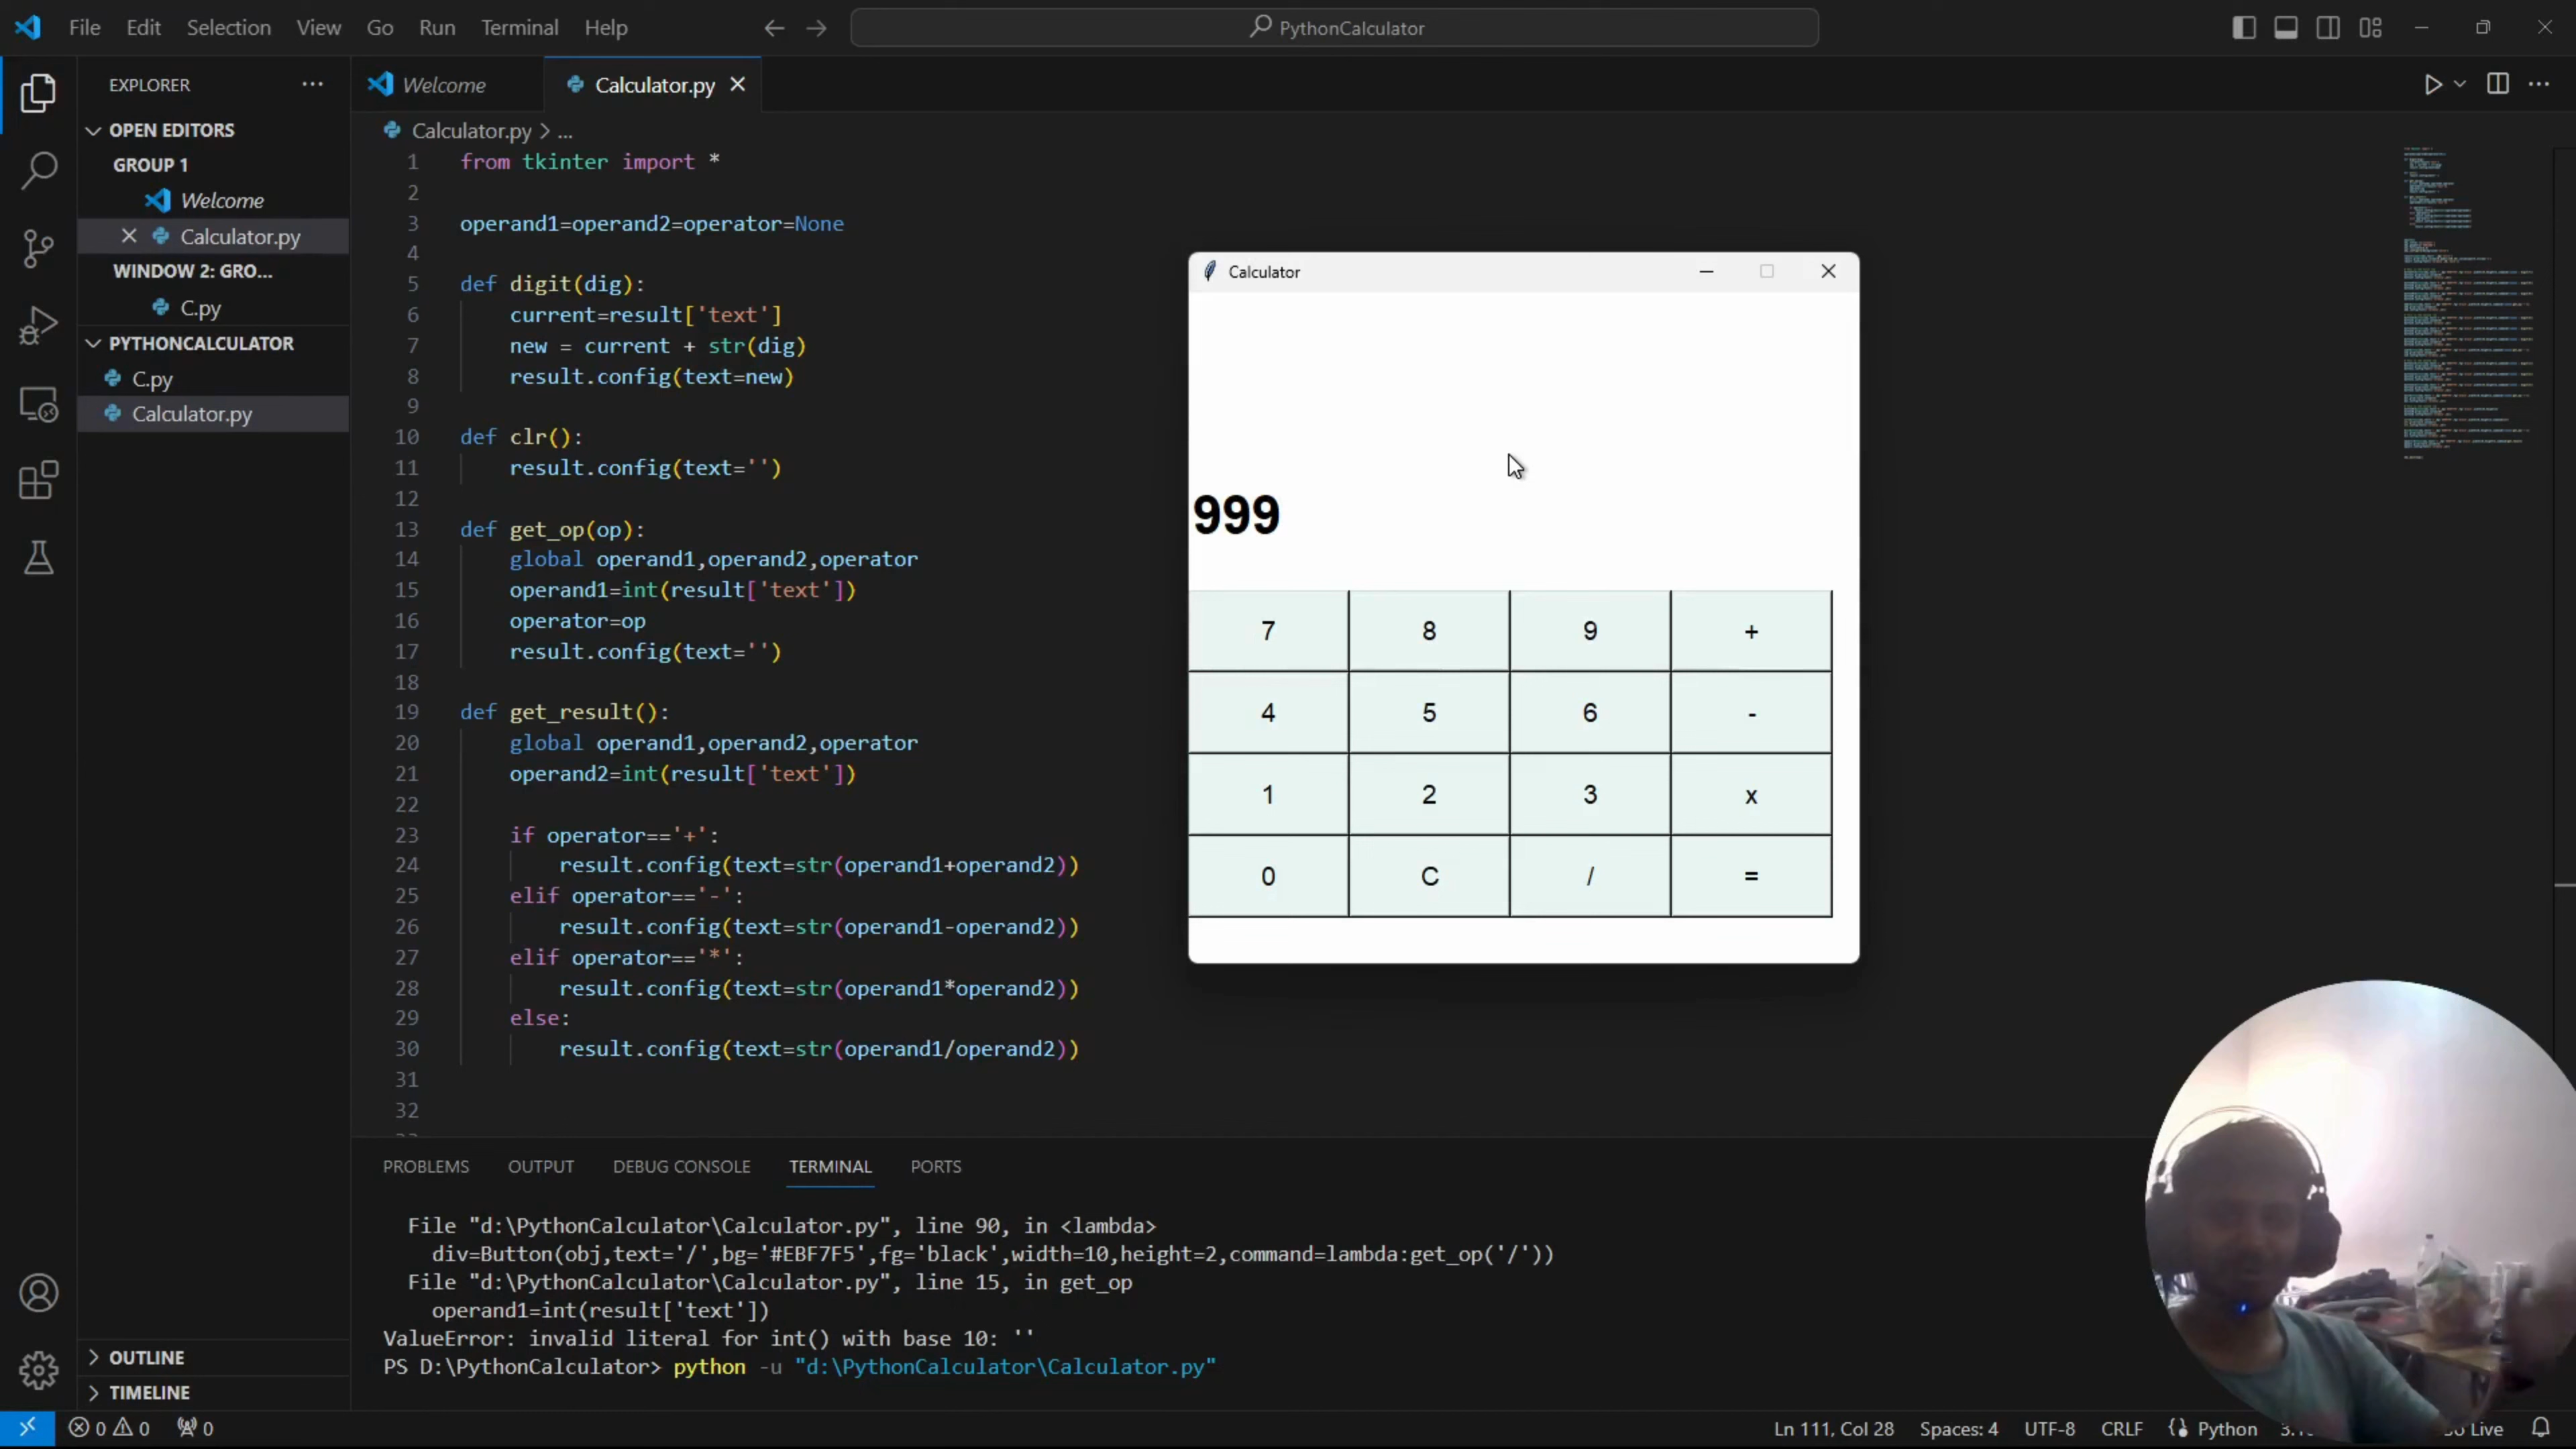 File Edit Selection View Go Run Terminal Help PythonCalculator
EXPLORER
OPEN EDITORS
GROUP 1
Welcome
Calculator.py
WINDOW 2: GRO...
C.py
PYTHONCALCULATOR
C.py
Calculator.py
OUTLINE
TIMELINE
Welcome Calculator.py
Calculator.py > ...
1 from tkinter import *
2
3 operand1=operand2=operator=None
4
5 def digit(dig):
6 current=result['text']
7 new = current + str(dig)
8 result.config(text=new)
9
10 def clr():
11 result.config(text='')
12
13 def get_op(op):
14 global operand1,operand2,operator
15 operand1=int(result['text'])
16 operator=op
17 result.config(text='')
18
19 def get_result():
20 global operand1,operand2,operator
21 operand2=int(result['text'])
22
23 if operator=='+':
24 result.config(text=str(operand1+operand2))
25 elif operator=='-':
26 result.config(text=str(operand1-operand2))
27 elif operator=='*':
28 result.config(text=str(operand1*operand2))
29 else:
30 result.config(text=str(operand1/operand2))
31
32
Calculator
999
7 8 9 +
4 5 6 -
1 2 3 x
0 C / =
PROBLEMS OUTPUT DEBUG CONSOLE TERMINAL PORTS
File "d:\PythonCalculator\Calculator.py", line 90, in <lambda>
div=Button(obj,text='/',bg='#EBF7F5',fg='black',width=10,height=2,command=lambda:get_op('/'))
File "d:\PythonCalculator\Calculator.py", line 15, in get_op
operand1=int(result['text'])
ValueError: invalid literal for int() with base 10: ''
PS D:\PythonCalculator> python -u "d:\PythonCalculator\Calculator.py"
0 0 0 Ln 111, Col 28 Spaces: 4 UTF-8 CRLF Python Live